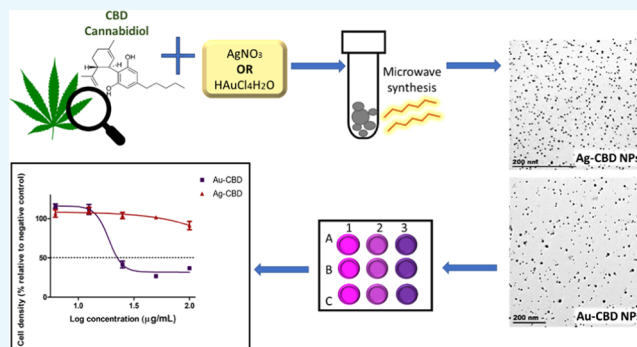 CBD
Cannabidiol
OH
HO
AgNO₃
OR
HAuCl4H2O
Microwave
synthesis
200 nm
Ag-CBD NPs
200 nm
Au-CBD NPs
1 2 3
A
B
C
Au-CBD
Ag-CBD
Cell density (% relative to negative control)
100
50
0
1.0 1.5 2.0
Log concentration (µg/mL)